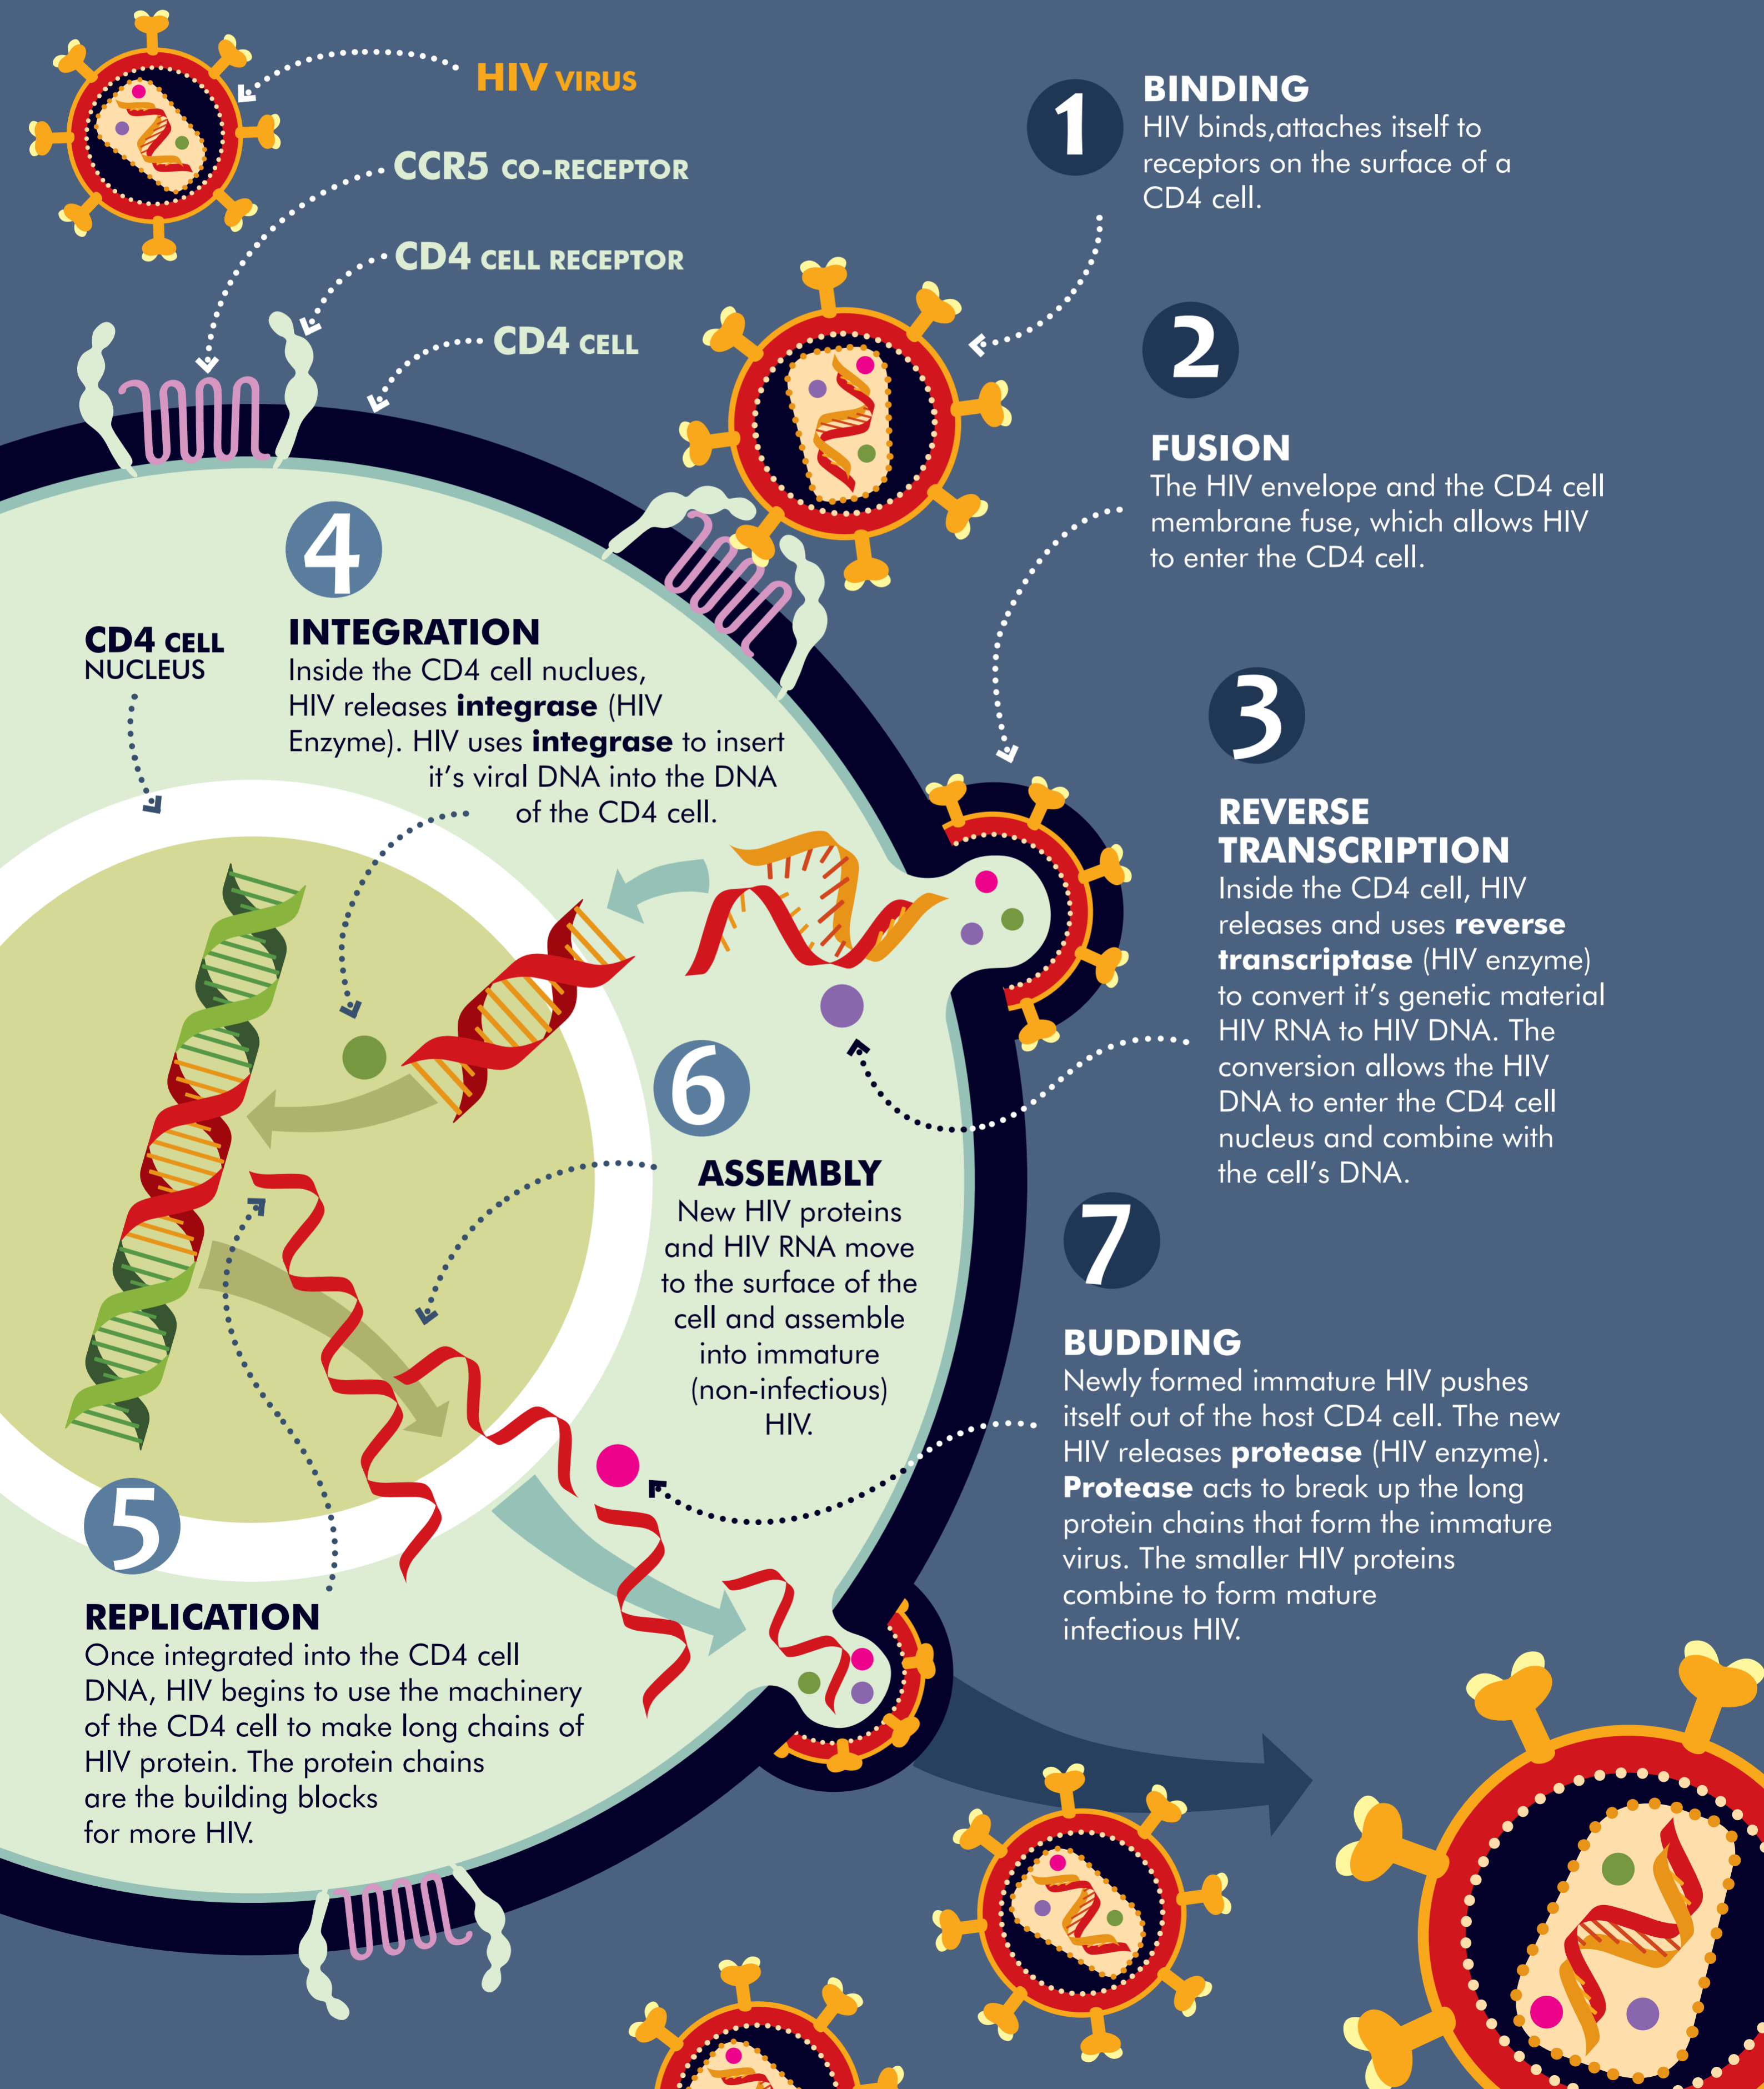 HIV VIRUS
CCR5 CO-RECEPTOR
CD4 CELL RECEPTOR
CD4 CELL
1
BINDING
HIV binds,attaches itself to
receptors on the surface of a
CD4 cell.
2
FUSION
The HIV envelope and the CD4 cell
membrane fuse, which allows HIV
to enter the CD4 cell.
3
REVERSE
TRANSCRIPTION
Inside the CD4 cell, HIV
releases and uses reverse
transcriptase (HIV enzyme)
to convert it's genetic material
HIV RNA to HIV DNA. The
conversion allows the HIV
DNA to enter the CD4 cell
nucleus and combine with
the cell's DNA.
CD4 CELL
NUCLEUS
4
INTEGRATION
Inside the CD4 cell nuclues,
HIV releases integrase (HIV
Enzyme). HIV uses integrase to insert
it's viral DNA into the DNA
of the CD4 cell.
5
REPLICATION
Once integrated into the CD4 cell
DNA, HIV begins to use the machinery
of the CD4 cell to make long chains of
HIV protein. The protein chains
are the building blocks
for more HIV.
6
ASSEMBLY
New HIV proteins
and HIV RNA move
to the surface of the
cell and assemble
into immature
(non-infectious)
HIV.
7
BUDDING
Newly formed immature HIV pushes
itself out of the host CD4 cell. The new
HIV releases protease (HIV enzyme).
Protease acts to break up the long
protein chains that form the immature
virus. The smaller HIV proteins
combine to form mature
infectious HIV.